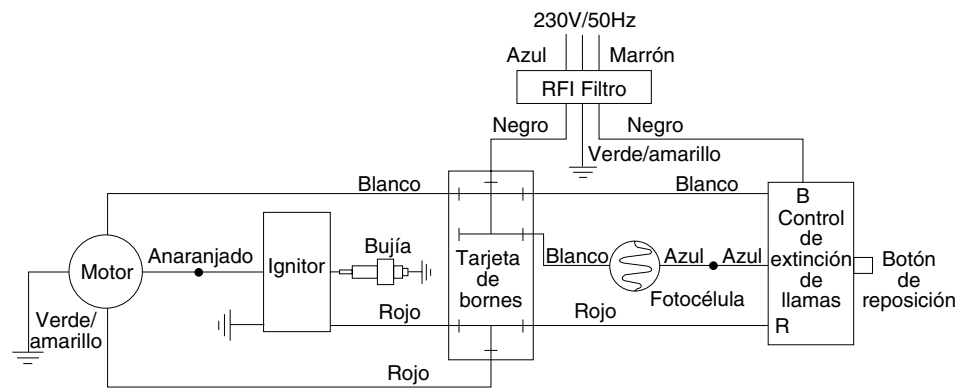 230V/50Hz
Azul
Marrón
RFI Filtro
Negro
Negro
Verde/amarillo
Blanco
Blanco
B
Control
de
extinción de
llamas
R
Botón
de
reposición
Motor
Anaranjado
Ignitor
Bujía
Tarjeta
de
bornes
Blanco
Azul
Azul
Fotocélula
Verde/
amarillo
Rojo
Rojo
Rojo